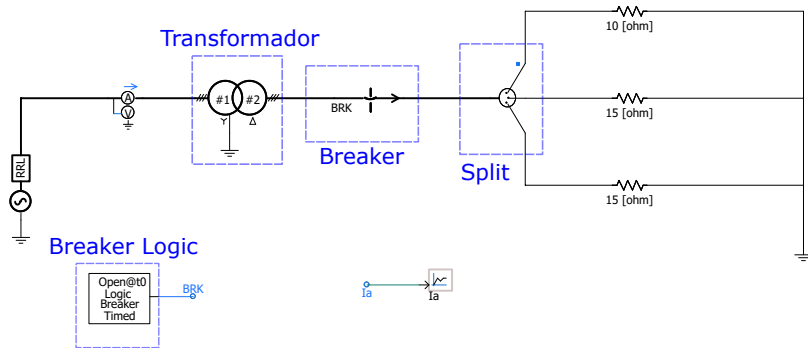 10 [ohm]
Transformador
A
V
#1
#2
BRK
15 [ohm]
Breaker
Split
RRL
15 [ohm]
Breaker Logic
Open@t0
Logic
Breaker
Timed
BRK
Ia
Ia